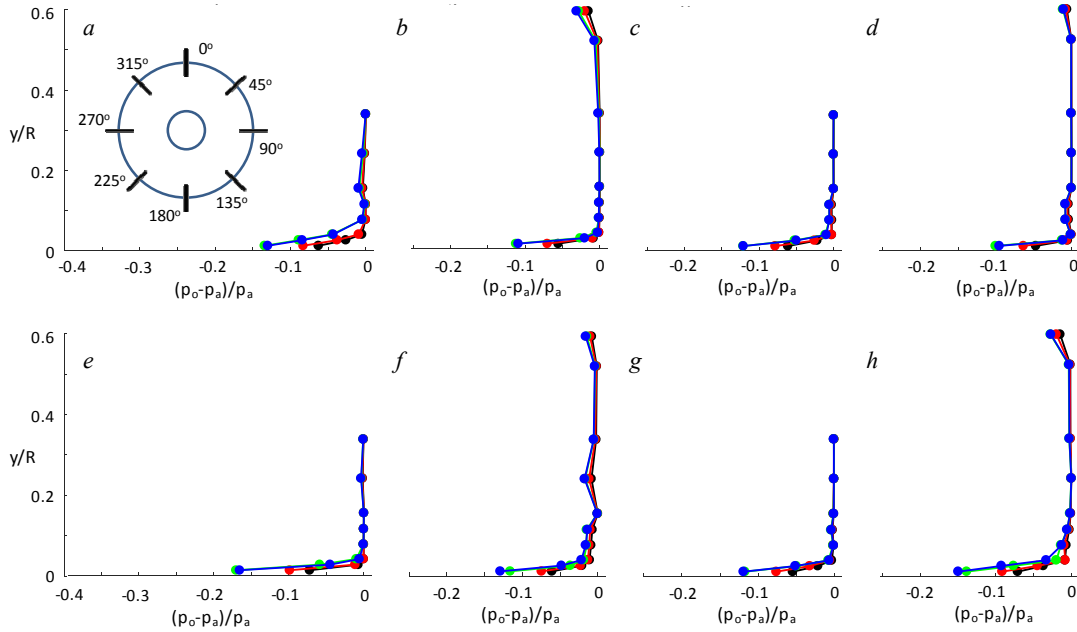 0.6
a
b
c
d
0°
315°
45°
0.4
270°
90°
y/R
0.2
225°
135°
180°
0
-0.4 -0.3 -0.2 -0.1 0
-0.2 -0.1 0
-0.2 -0.1 0
-0.2 -0.1 0
(pₒ-pₐ)/pₐ
(pₒ-pₐ)/pₐ
(pₒ-pₐ)/pₐ
(pₒ-pₐ)/pₐ
0.6
e
f
g
h
0.4
y/R
0.2
0
-0.4 -0.3 -0.2 -0.1 0
-0.2 -0.1 0
-0.2 -0.1 0
-0.2 -0.1 0
(pₒ-pₐ)/pₐ
(pₒ-pₐ)/pₐ
(pₒ-pₐ)/pₐ
(pₒ-pₐ)/pₐ